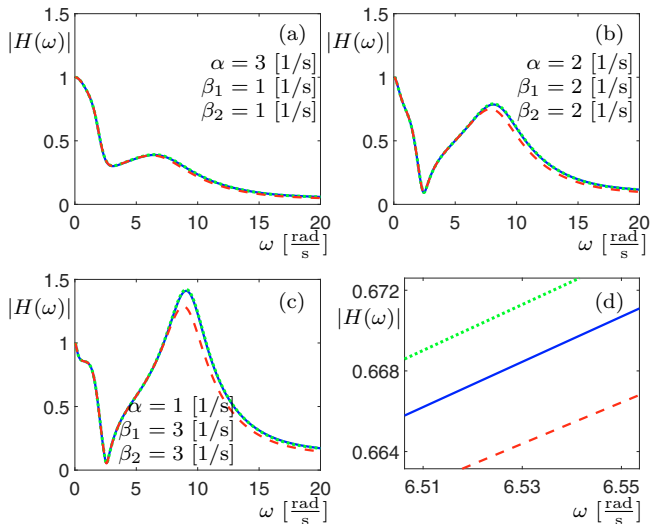 1.5
(a)
|H(ω)|
α = 3 [1/s]
1
β₁ = 1 [1/s]
β₂ = 1 [1/s]
0.5
0
0 5 10 15 20
ω [rad/s]
1.5
(b)
|H(ω)|
α = 2 [1/s]
1
β₁ = 2 [1/s]
β₂ = 2 [1/s]
0.5
0
0 5 10 15 20
ω [rad/s]
1.5
|H(ω)|
(c)
1
0.5
α = 1 [1/s]
β₁ = 3 [1/s]
β₂ = 3 [1/s]
0
0 5 10 15 20
ω [rad/s]
0.672
(d)
|H(ω)|
0.668
0.664
6.51 6.53 6.55
ω [rad/s]